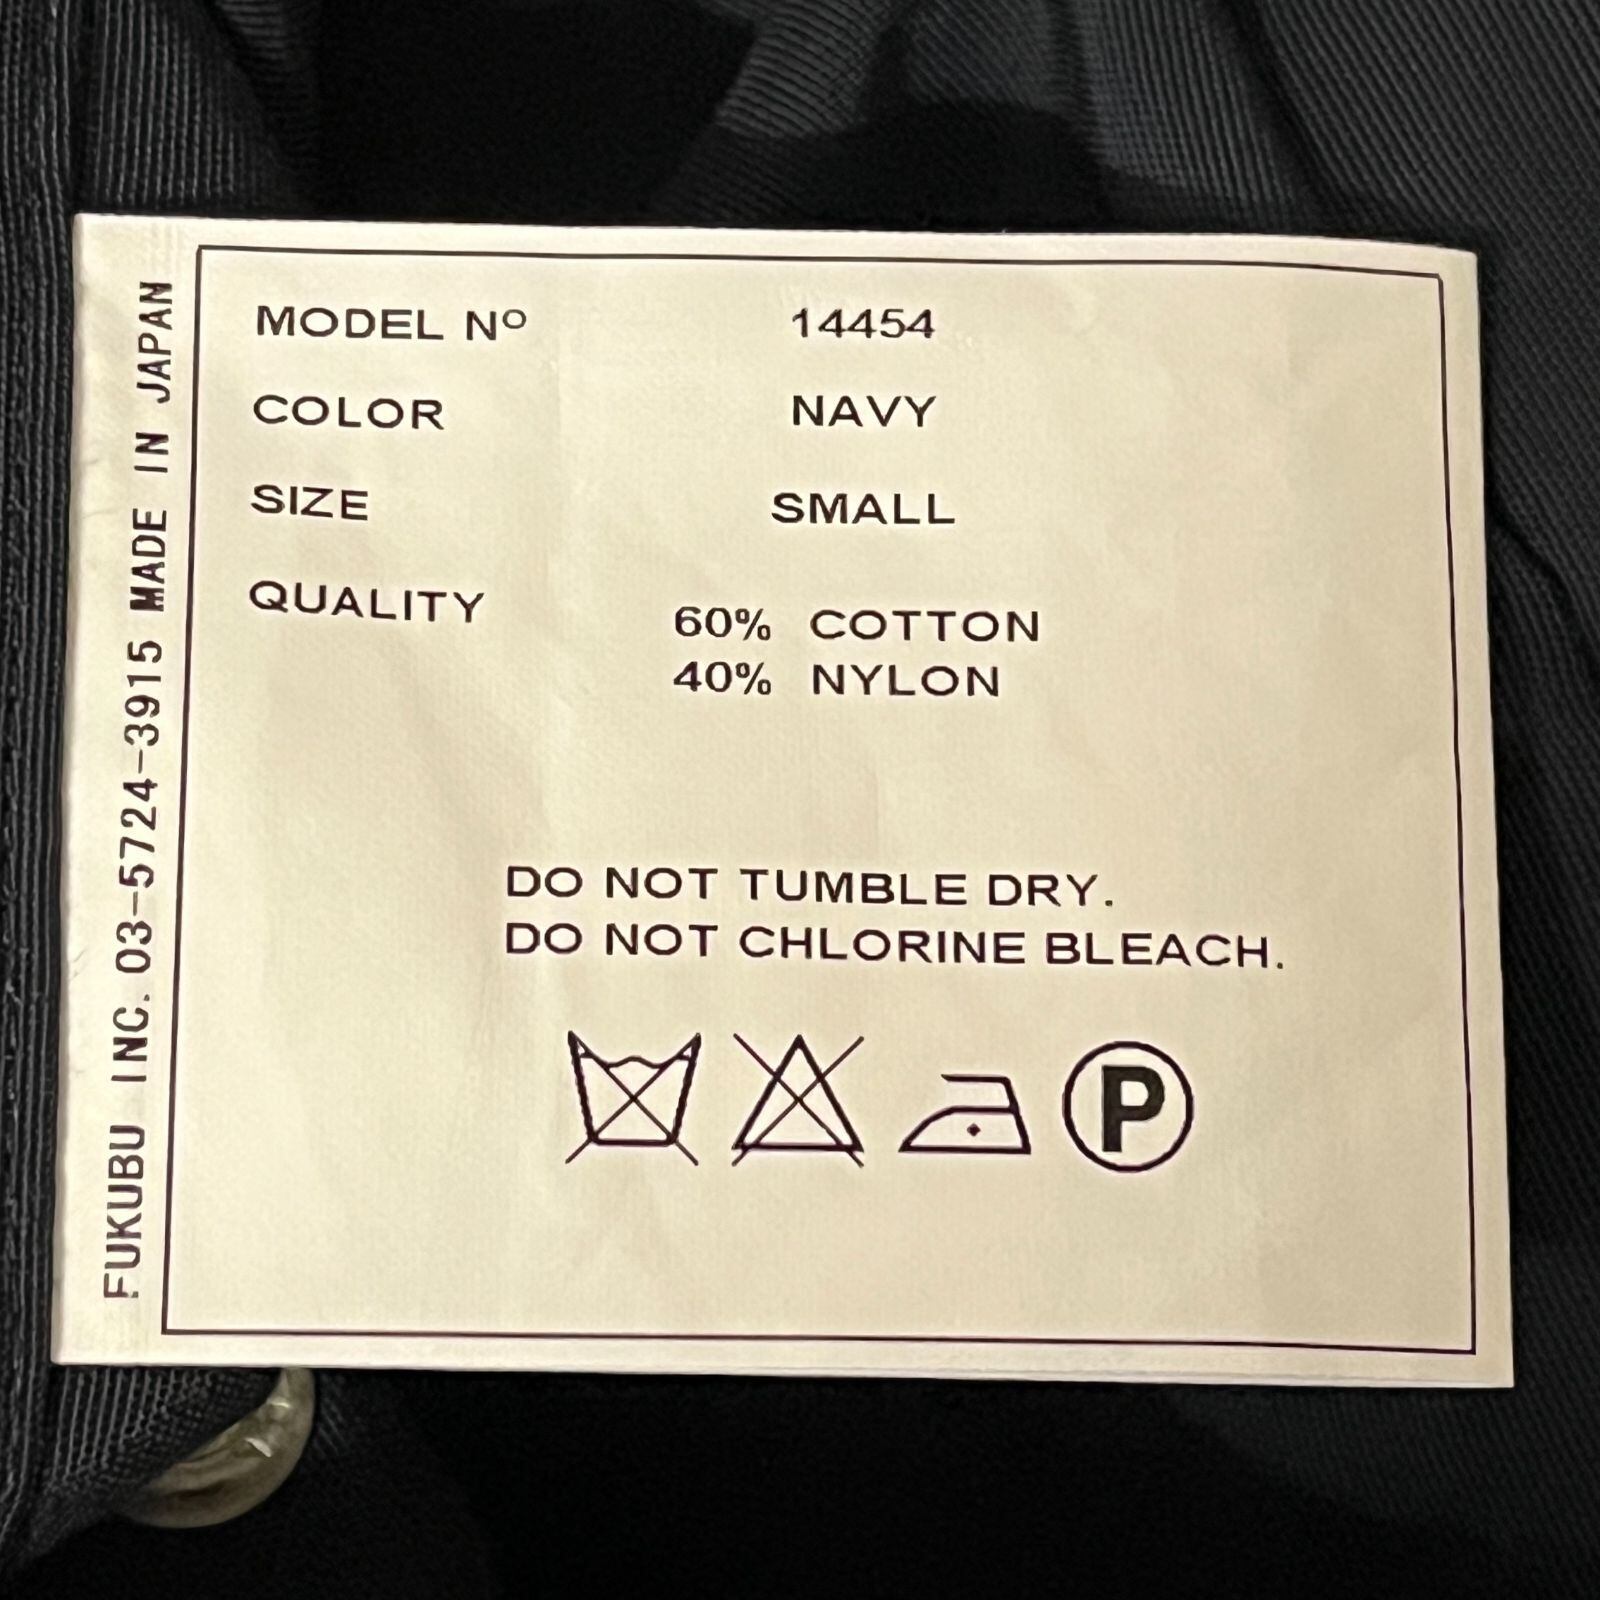 MODEL Nº 14454
COLOR NAVY
SIZE SMALL
QUALITY 60% COTTON
40% NYLON
DO NOT TUMBLE DRY.
DO NOT CHLORINE BLEACH.
P
FUKUBU INC. 03-5724-3915 MADE IN JAPAN